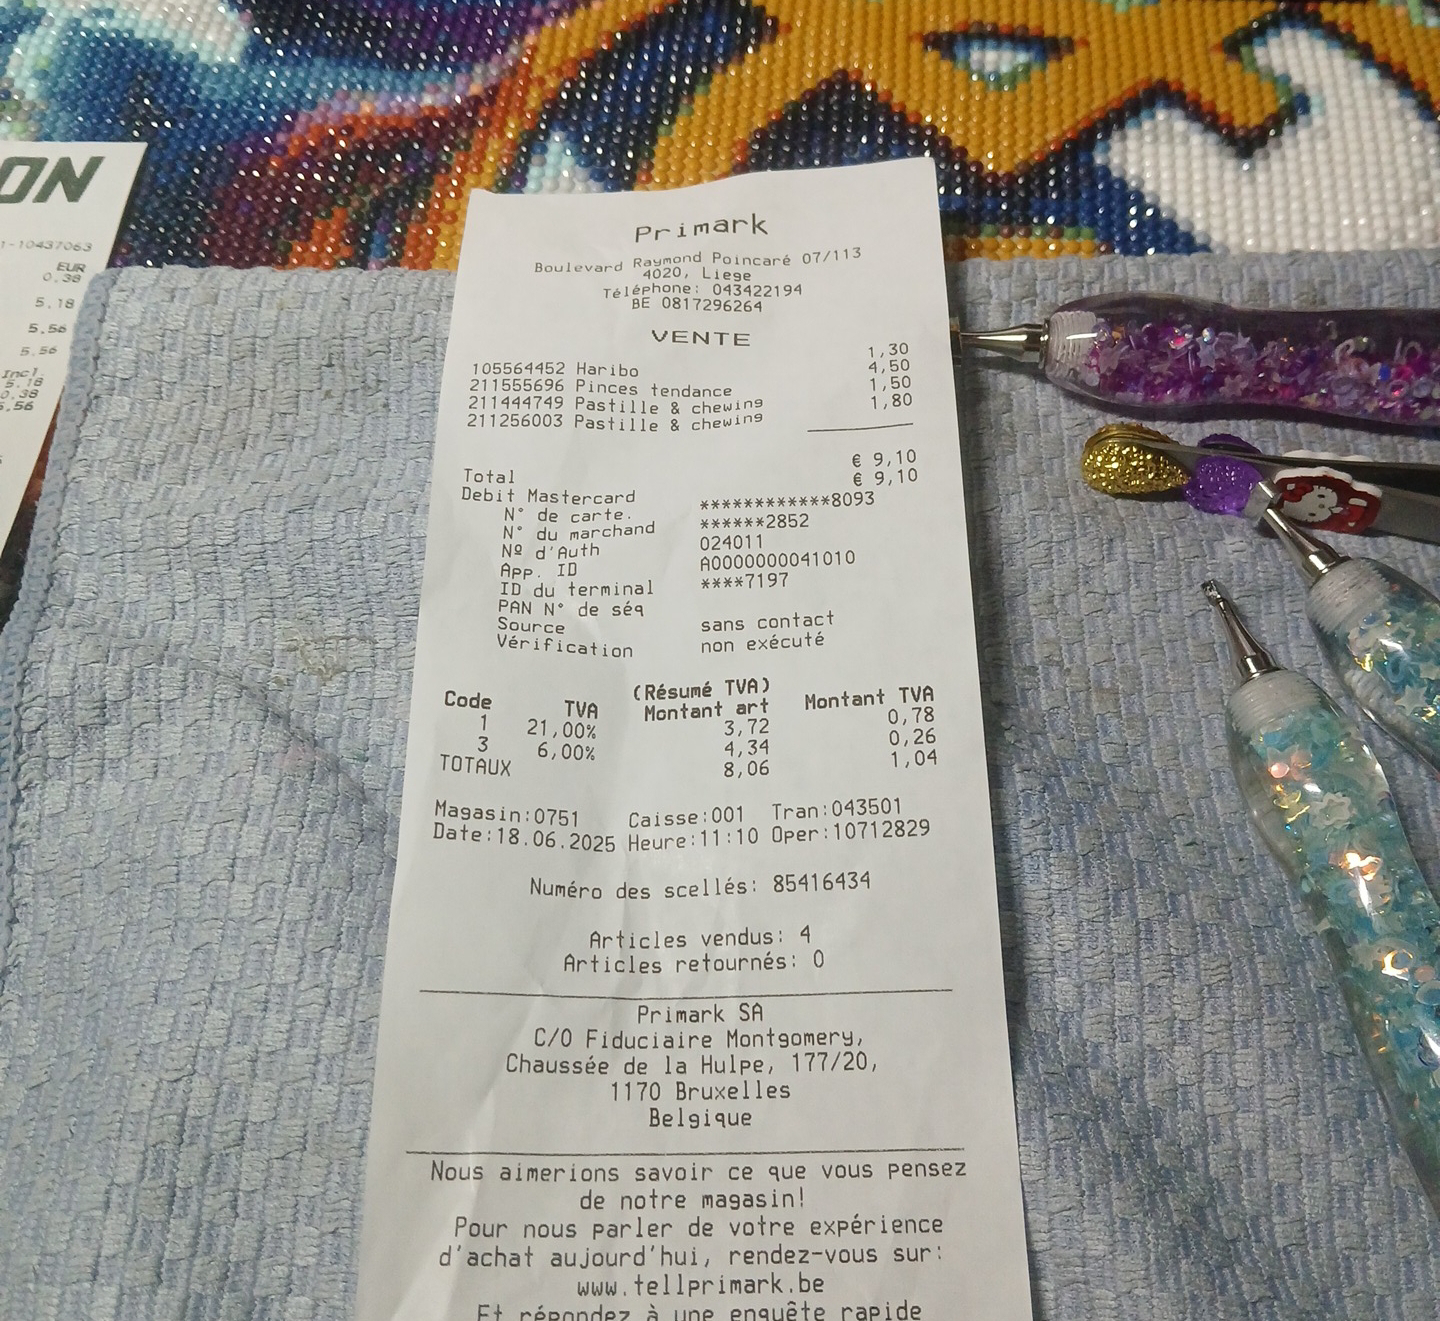 ON
1-10437063
EUR
0.38
5.18
5.56
5.56
Incl.
5.18
0.38
5.56
Primark
Boulevard Raymond Poincaré 07/113
4020, Liege
Téléphone: 043422194
BE 0817296264
VENTE
105564452 Haribo 1,30
211555696 Pinces tendance 4,50
211444749 Pastille & chewing 1,50
211256003 Pastille & chewing 1,80
Total € 9,10
Debit Mastercard € 9,10
N° de carte. ************8093
N° du marchand ******2852
Nº d'Auth 024011
App. ID A0000000041010
ID du terminal ****7197
PAN N° de séq
Source sans contact
Vérification non exécuté
(Résumé TVA)
Code TVA Montant art Montant TVA
1 21,00% 3,72 0,78
3 6,00% 4,34 0,26
TOTAUX 8,06 1,04
Magasin:0751 Caisse:001 Tran:043501
Date:18.06.2025 Heure:11:10 Oper:10712829
Numéro des scellés: 85416434
Articles vendus: 4
Articles retournés: 0
Primark SA
C/O Fiduciaire Montgomery,
Chaussée de la Hulpe, 177/20,
1170 Bruxelles
Belgique
Nous aimerions savoir ce que vous pensez
de notre magasin!
Pour nous parler de votre expérience
d'achat aujourd'hui, rendez-vous sur:
www.tellprimark.be
Et répondez à une enquête rapide